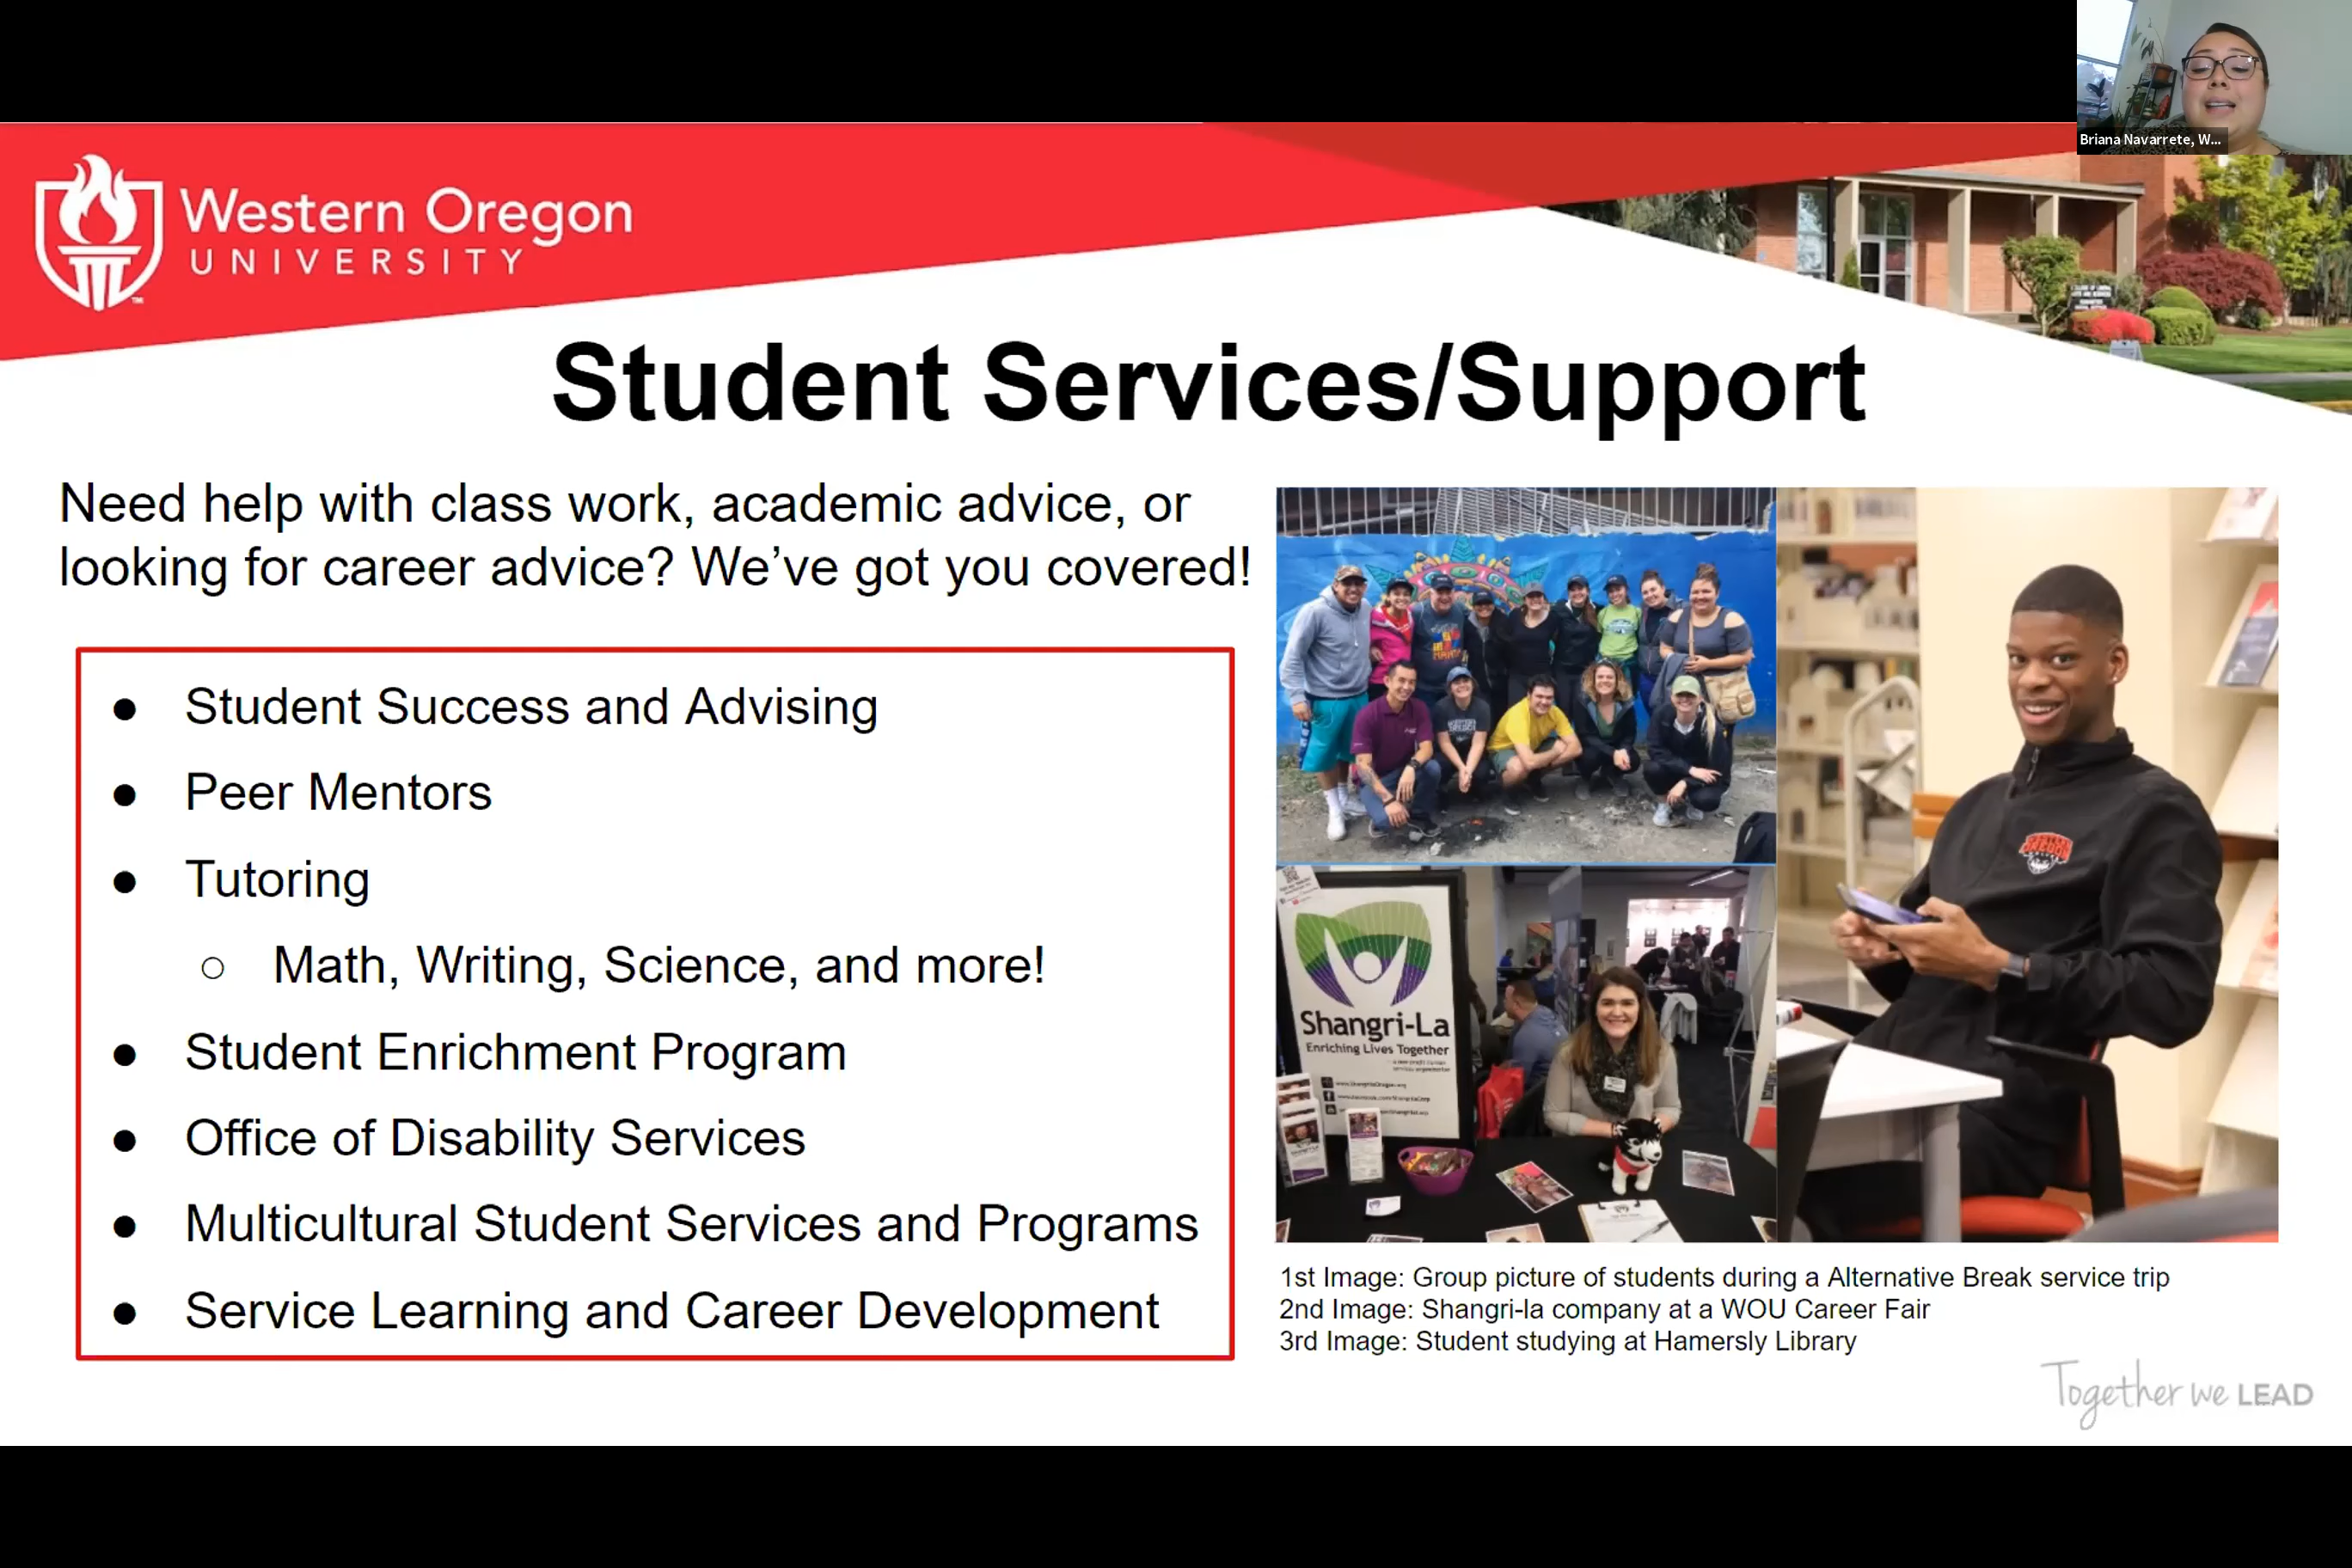 Briana Navarrete, W...
Western Oregon
UNIVERSITY
Student Services/Support
Need help with class work, academic advice, or
looking for career advice? We’ve got you covered!
● Student Success and Advising
● Peer Mentors
● Tutoring
○ Math, Writing, Science, and more!
● Student Enrichment Program
● Office of Disability Services
● Multicultural Student Services and Programs
● Service Learning and Career Development
Shangri-La
Enriching Lives Together
1st Image: Group picture of students during a Alternative Break service trip
2nd Image: Shangri-la company at a WOU Career Fair
3rd Image: Student studying at Hamersly Library
Together we LEAD